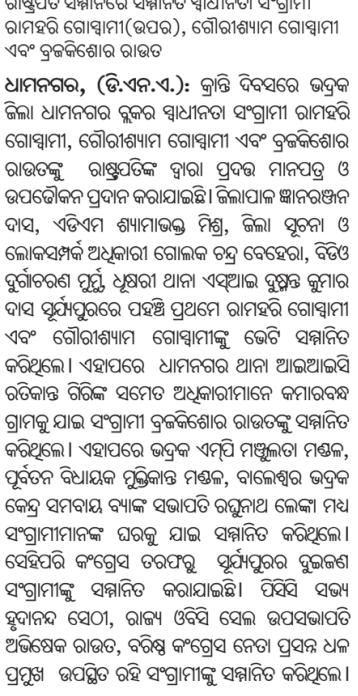 ରାଷ୍ଟ୍ରପତି ସମ୍ମାନରେ ସମ୍ମାନିତ ସ୍ୱାଧୀନତା ସଂଗ୍ରାମୀ
ରାମହରି ଗୋସ୍ୱାମୀ(ଉପର), ଗୌରୀଶ୍ୟାମ ଗୋସ୍ୱାମୀ
ଏବଂ ବ୍ରଜକିଶୋର ରାଉତ
ଧାମନଗର, (ଡି.ଏନ.ଏ.): କ୍ରାନ୍ତି ଦିବସରେ ଭଦ୍ରକ
ଜିଲା ଧାମନଗର ବ୍ଲକର ସ୍ୱାଧୀନତା ସଂଗ୍ରାମୀ ରାମହରି
ଗୋସ୍ୱାମୀ, ଗୌରୀଶ୍ୟାମ ଗୋସ୍ୱାମୀ ଏବଂ ବ୍ରଜକିଶୋର
ରାଉତଙ୍କୁ ରାଷ୍ଟ୍ରପତିଙ୍କ ଦ୍ୱାରା ପ୍ରଦତ୍ତ ମାନପତ୍ର ଓ
ଉପଢୌକନ ପ୍ରଦାନ କରାଯାଇଛି। ଜିଲାପାଳ ଜ୍ଞାନରଞ୍ଜନ
ଦାସ, ଏଡିଏମ ଶ୍ୟାମାଭକ୍ତ ମିଶ୍ର, ଜିଲା ସୂଚନା ଓ
ଲୋକସମ୍ପର୍କ ଅଧିକାରୀ ଗୋଲକ ଚନ୍ଦ୍ର ବେହେରା, ବିଡିଓ
ଦୁର୍ଗାଚରଣ ମୁର୍ମୁ, ଧୂଷରୀ ଥାନା ଏସ୍ଆଇ ଦୁଷ୍ମନ୍ତ କୁମାର
ଦାସ ସୂର୍ଯ୍ୟପୁରରେ ପହଞ୍ଚି ପ୍ରଥମେ ରାମହରି ଗୋସ୍ୱାମୀ
ଏବଂ ଗୌରୀଶ୍ୟାମ ଗୋସ୍ୱାମୀଙ୍କୁ ଭେଟି ସମ୍ମାନିତ
କରିଥିଲେ। ଏହାପରେ ଧାମନଗର ଥାନା ଆଇଆଇସି
ରତିକାନ୍ତ ଗିରିଙ୍କ ସମେତ ଅଧିକାରୀମାନେ କମାରବନ୍ଧ
ଗ୍ରାମକୁ ଯାଇ ସଂଗ୍ରାମୀ ବ୍ରଜକିଶୋର ରାଉତଙ୍କୁ ସମ୍ମାନିତ
କରିଥିଲେ। ଏହାପରେ ଭଦ୍ରକ ଏମ୍‌ପି ମଞ୍ଜୁଲତା ମଣ୍ଡଳ,
ପୂର୍ବତନ ବିଧାୟକ ମୁକ୍ତିକାନ୍ତ ମଣ୍ଡଳ, ବାଲେଶ୍ୱର ଭଦ୍ରକ
କେନ୍ଦ୍ର ସମବାୟ ବ୍ୟାଙ୍କ ସଭାପତି ରଘୁନାଥ ଲେଙ୍କା ମଧ୍ୟ
ସଂଗ୍ରାମୀମାନଙ୍କ ଘରକୁ ଯାଇ ସମ୍ମାନିତ କରିଥିଲେ।
ସେହିପରି କଂଗ୍ରେସ ତରଫରୁ ସୂର୍ଯ୍ୟପୁରର ଦୁଇଜଣ
ସଂଗ୍ରାମୀଙ୍କୁ ସମ୍ମାନିତ କରାଯାଇଛି। ପିସିସି ସଭ୍ୟ
ହୃଦାନନ୍ଦ ସେଠୀ, ରାଜ୍ୟ ଓବିସି ସେଲ ଉପସଭାପତି
ଅଭିଷେକ ରାଉତ, ବରିଷ୍ଠ କଂଗ୍ରେସ ନେତା ପ୍ରସନ୍ନ ଧଳ
ପ୍ରମୁଖ ଉପସ୍ଥିତ ରହି ସଂଗ୍ରାମୀଙ୍କୁ ସମ୍ମାନିତ କରିଥିଲେ।